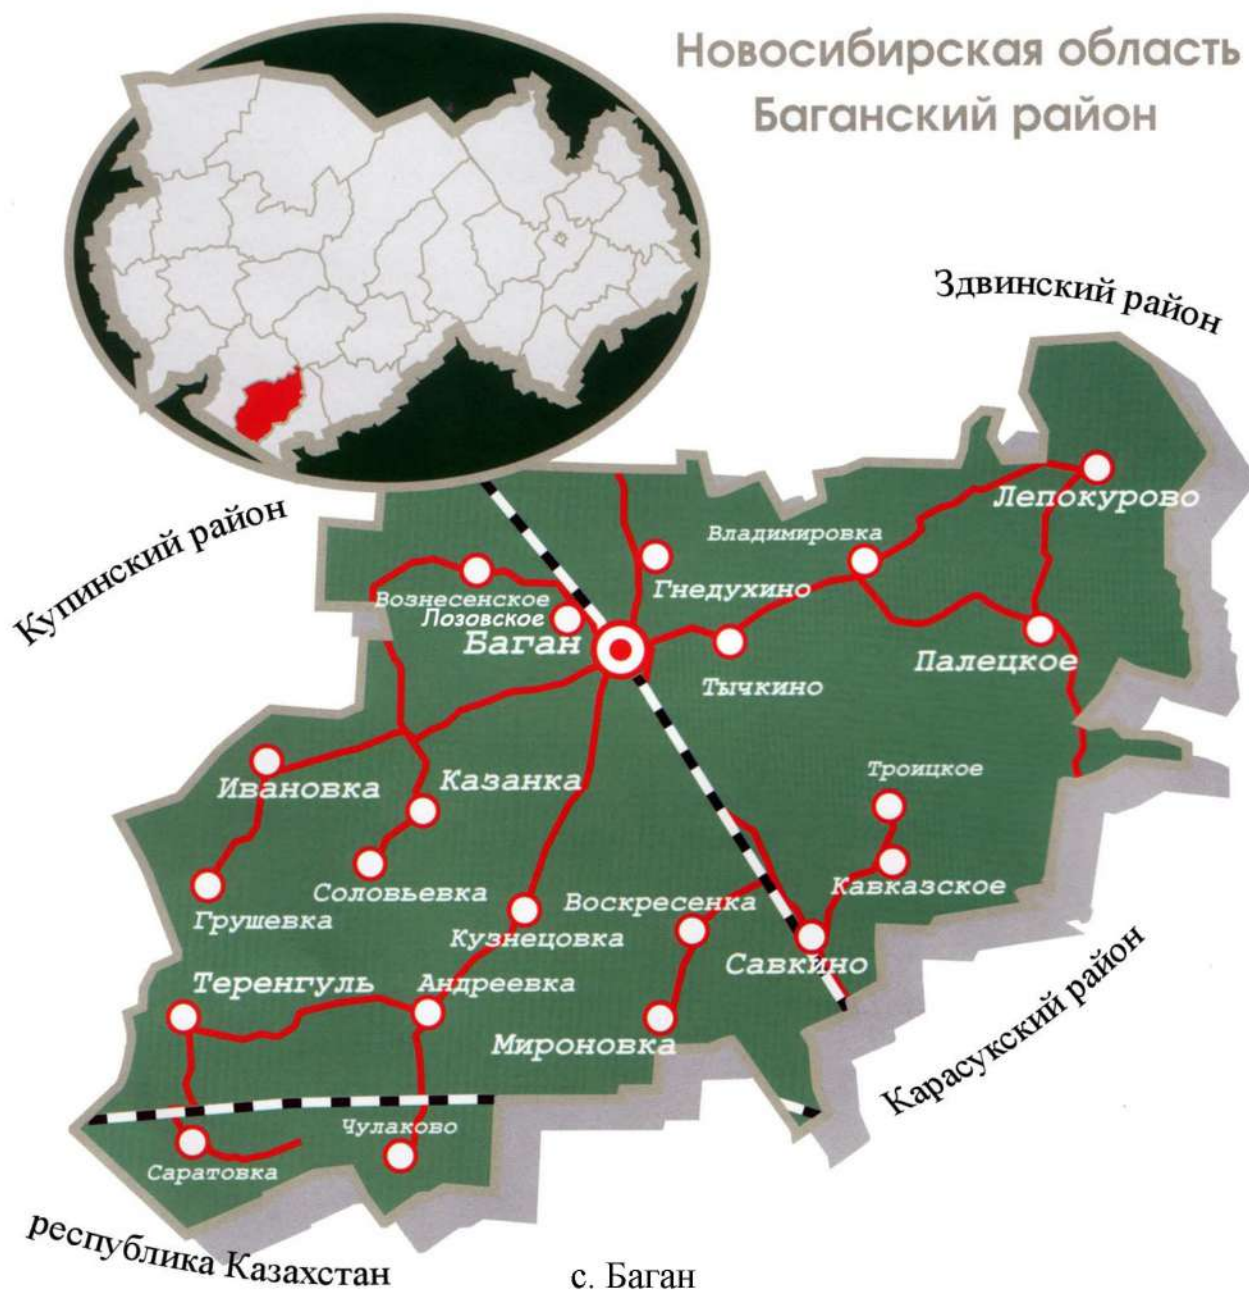 Новосибирская область
Баганский район
Здвинский район
Купинский район
Лепокурово
Владимировка
Гнедухино
Вознесенское
Лозовское
Баган
Палецкое
Тычкино
Троицкое
Казанка
Ивановка
Соловьевка
Кавказское
Воскресенка
Грушевка
Кузнецовка
Савкино
Теренгуль
Андреевка
Мироновка
Карасукский район
Чулаково
Саратовка
республика Казахстан
с. Баган